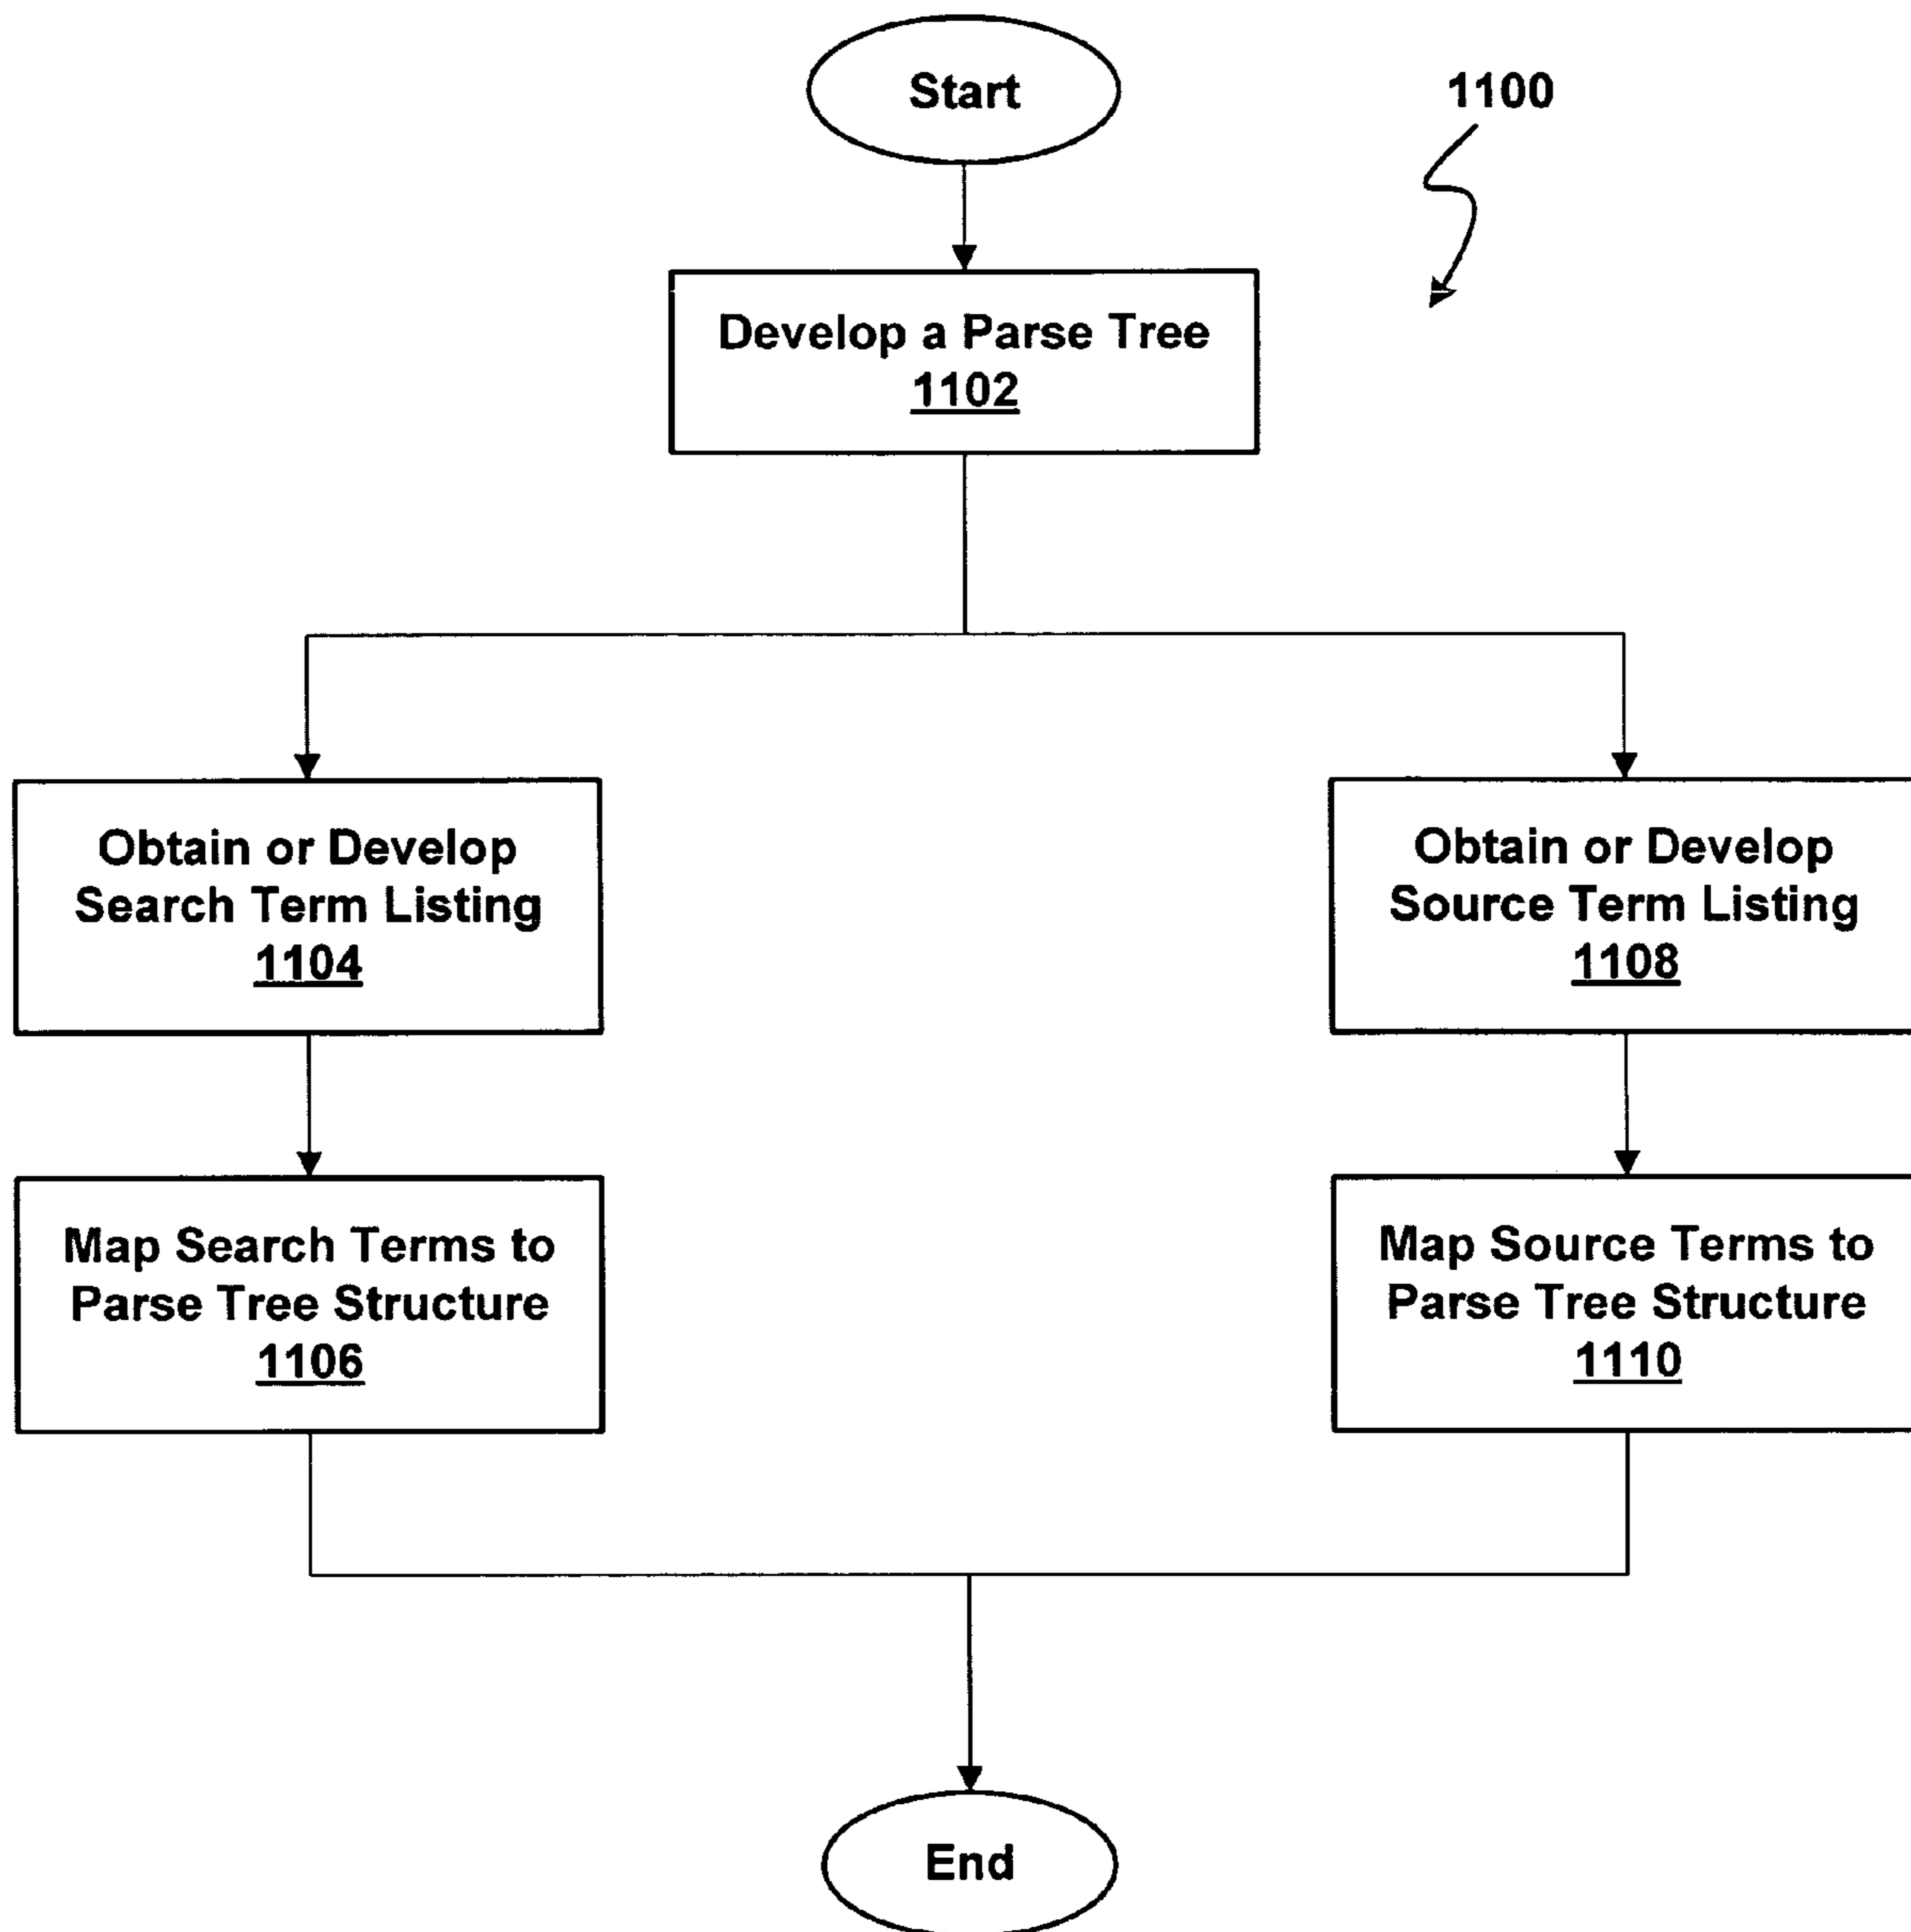 Start
1100
Develop a Parse Tree
1102
Obtain or Develop
Search Term Listing
1104
Obtain or Develop
Source Term Listing
1108
Map Search Terms to
Parse Tree Structure
1106
Map Source Terms to
Parse Tree Structure
1110
End